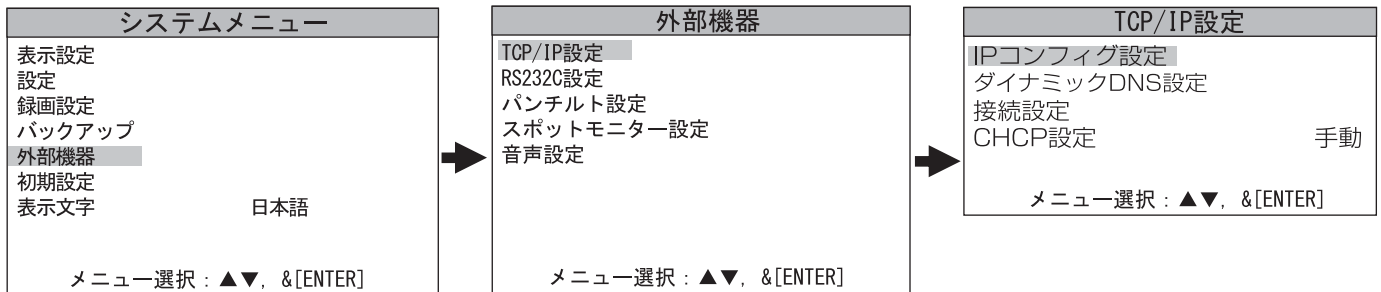 システムメニュー
表示設定
設定
録画設定
バックアップ
外部機器
初期設定
表示文字 日本語
メニュー選択：▲▼, &[ENTER]
外部機器
TCP/IP設定
RS232C設定
パンチルト設定
スポットモニター設定
音声設定
メニュー選択：▲▼, &[ENTER]
TCP/IP設定
IPコンフィグ設定
ダイナミックDNS設定
接続設定
CHCP設定 手動
メニュー選択：▲▼, &[ENTER]